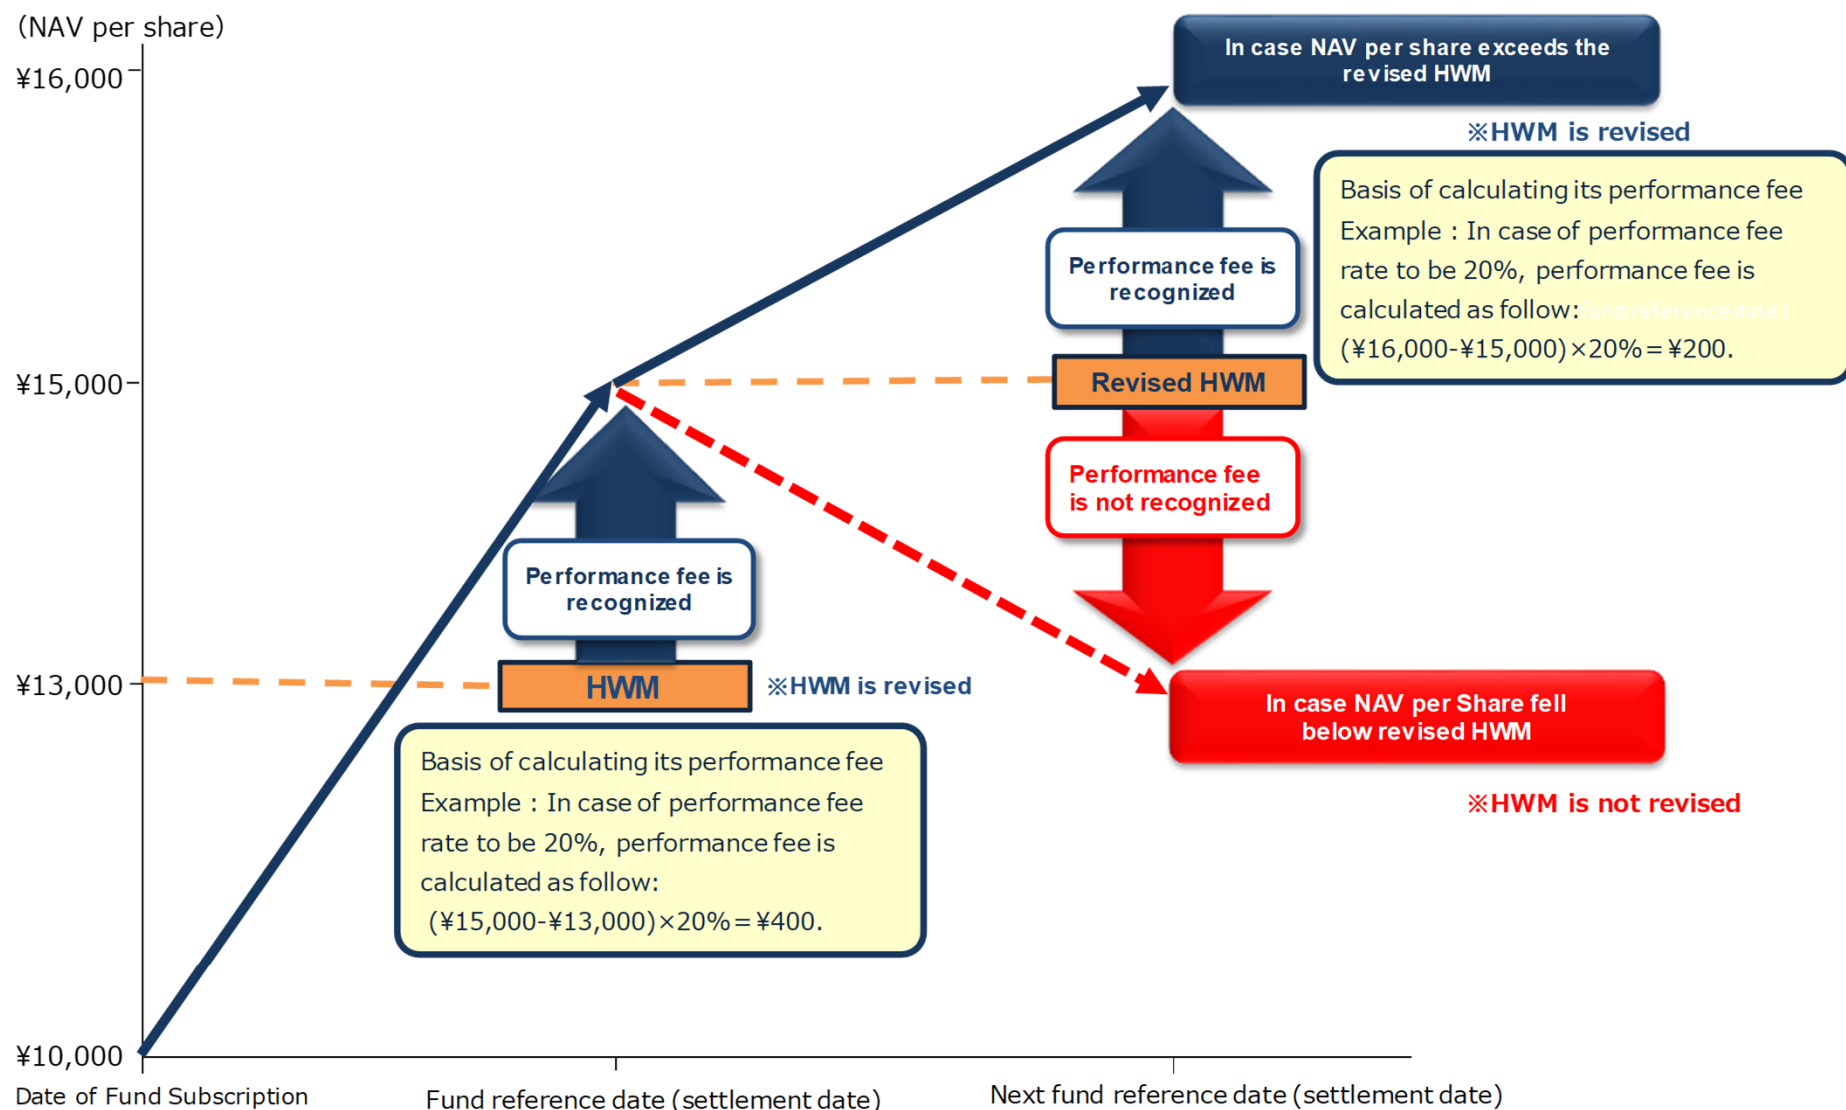 (NAV per share)
¥16,000
In case NAV per share exceeds the
revised HWM
※HWM is revised
Basis of calculating its performance fee
Example : In case of performance fee
rate to be 20%, performance fee is
calculated as follow:fund reference date)
(¥16,000-¥15,000)×20%=¥200.
Performance fee is
recognized
¥15,000
Revised HWM
Performance fee
is not recognized
Performance fee is
recognized
¥13,000
HWM
※HWM is revised
In case NAV per Share fell
below revised HWM
※HWM is not revised
Basis of calculating its performance fee
Example : In case of performance fee
rate to be 20%, performance fee is
calculated as follow:
(¥15,000-¥13,000)×20%=¥400.
¥10,000
Date of Fund Subscription
Fund reference date (settlement date)
Next fund reference date (settlement date)